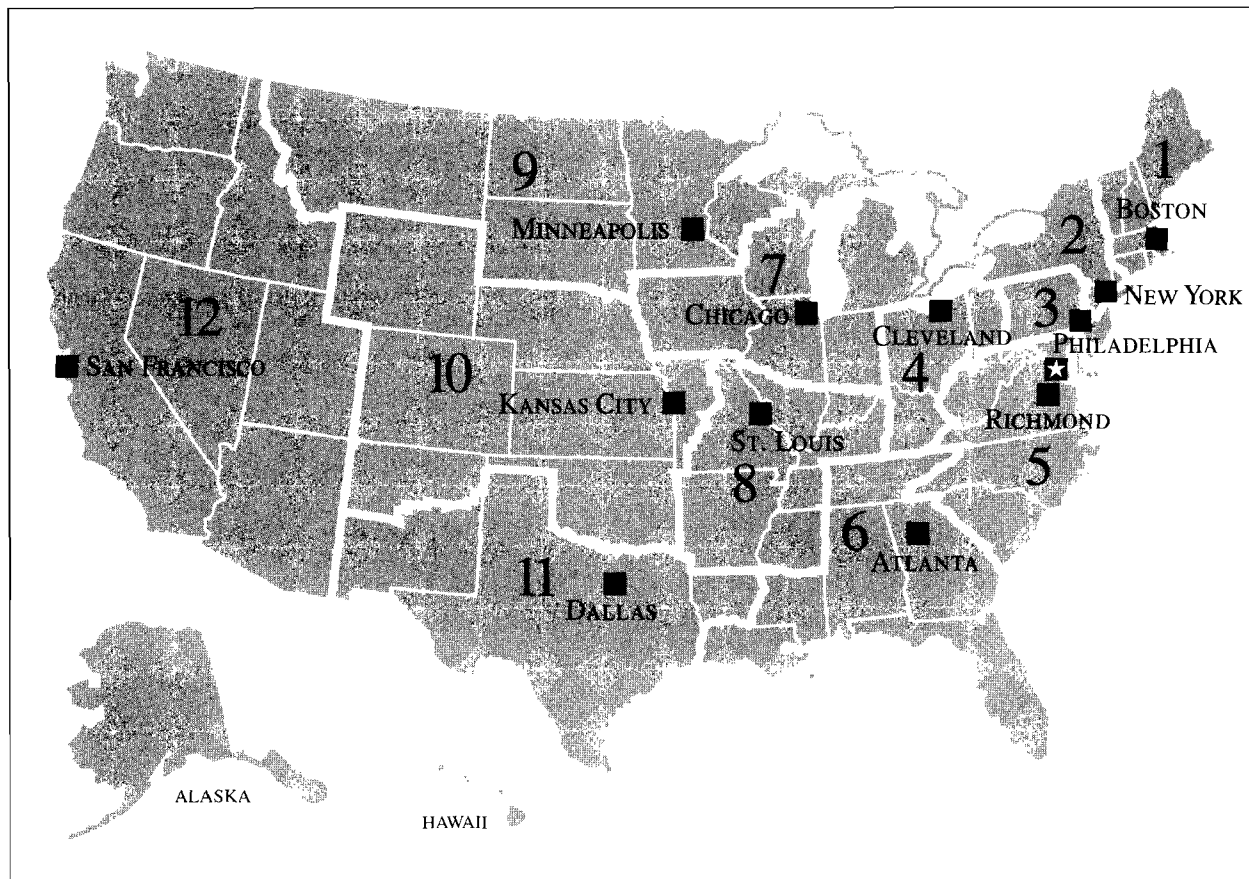 1
BOSTON
2
NEW YORK
3
PHILADELPHIA
9
MINNEAPOLIS
7
CHICAGO
CLEVELAND
4
12
SAN FRANCISCO
10
KANSAS CITY
ST. LOUIS
8
RICHMOND
5
6
ATLANTA
11
DALLAS
ALASKA
HAWAII